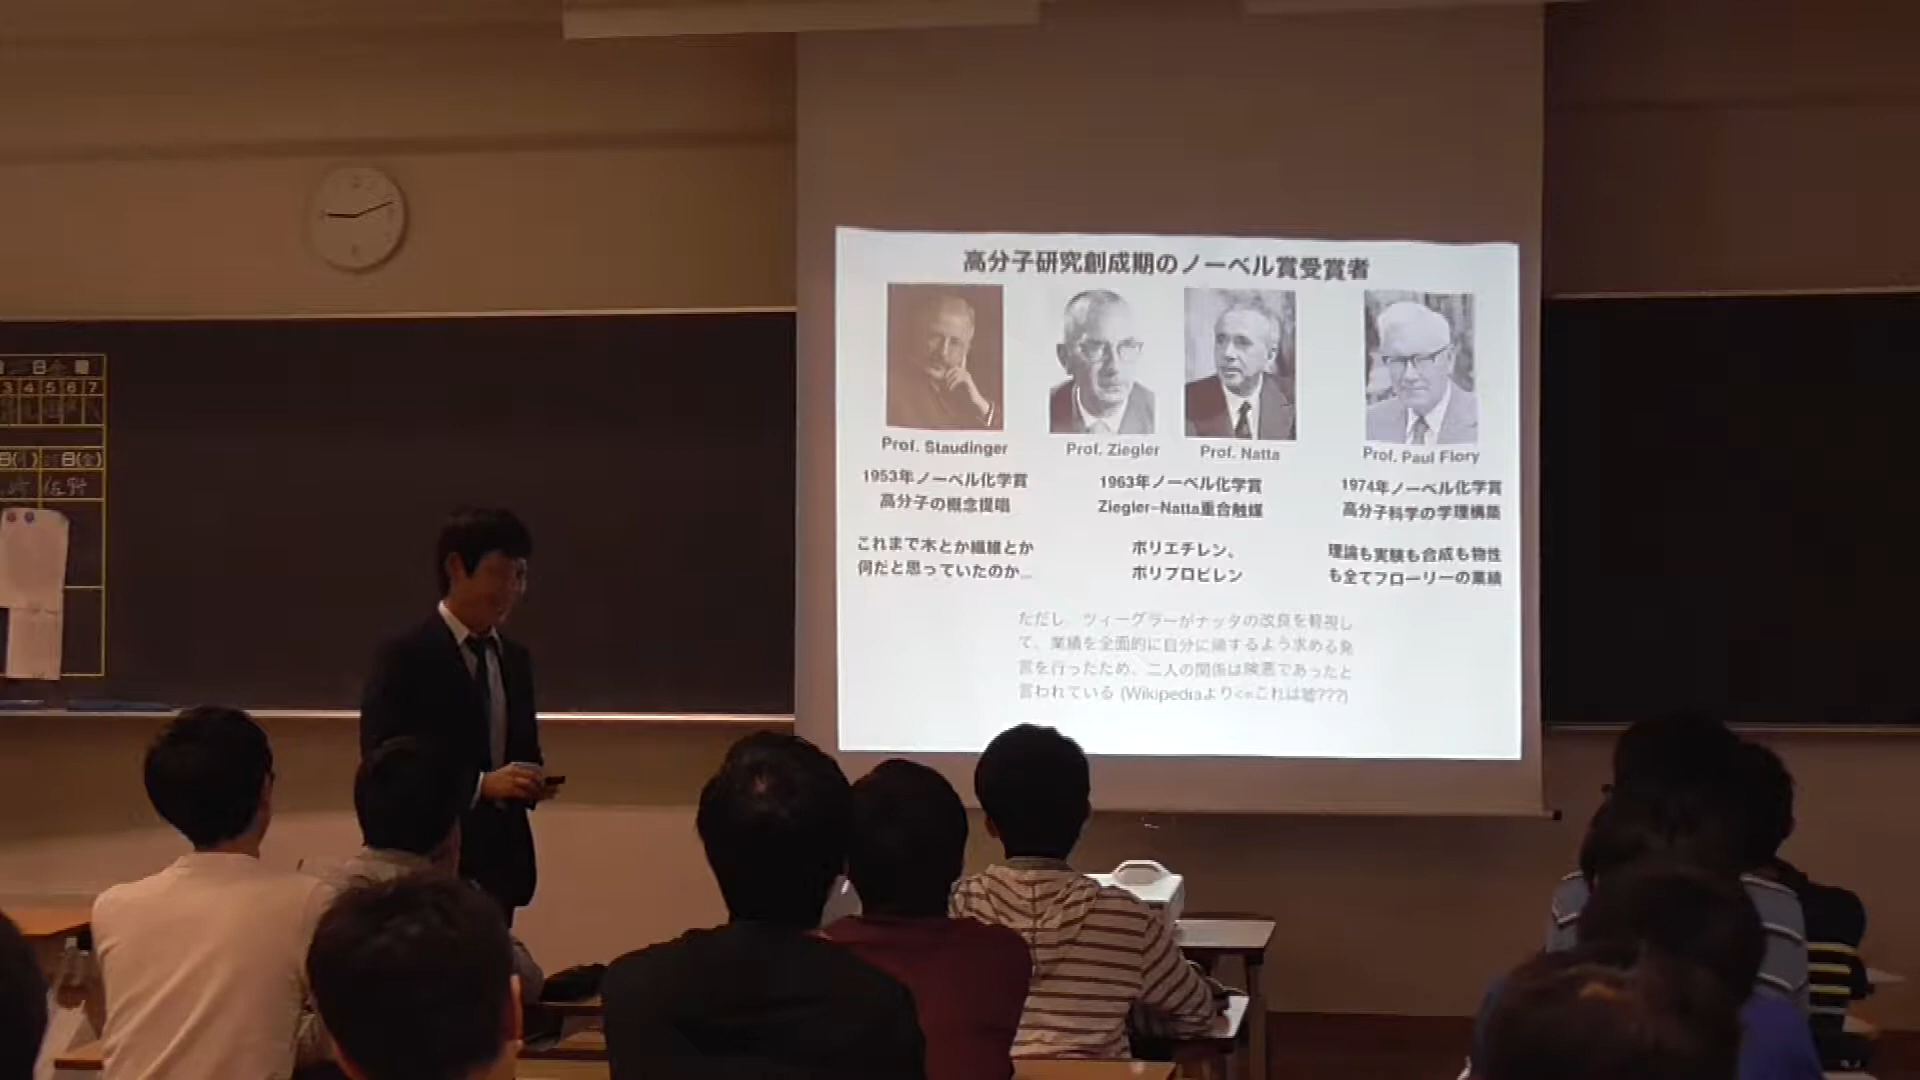 高分子研究創成期のノーベル賞受賞者
Prof. Staudinger
Prof. Ziegler
Prof. Natta
Prof. Paul Flory
1953年ノーベル化学賞
高分子の概念提唱
1963年ノーベル化学賞
Ziegler–Natta重合触媒
1974年ノーベル化学賞
高分子科学の学理構築
これまで木とか繊維とか
何だと思っていたのか...
ポリエチレン、
ポリプロピレン
理論も実験も合成も物性
も全てフローリーの業績
ただし、ツィーグラーがナッタの改良を軽視し
て、業績を全面的に自分に帰するよう求める発
言を行ったため、二人の関係は険悪であったと
言われている (Wikipediaより<=これは嘘???)
日 曜
3 4 5 6 7
日(金)
佐野